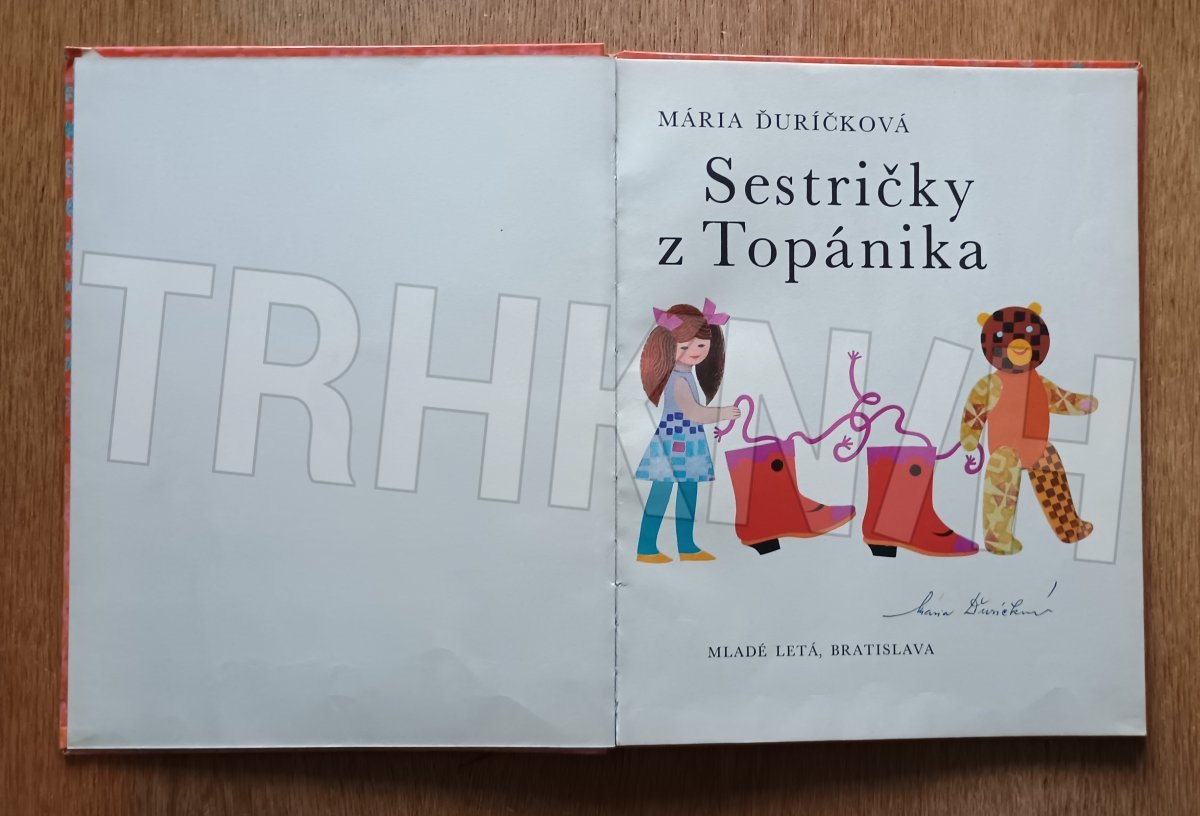 MÁRIA ĎURÍČKOVÁ
Sestričky
z Topánika
TRHKNIH
Mária Ďuríčková
MLADÉ LETÁ, BRATISLAVA